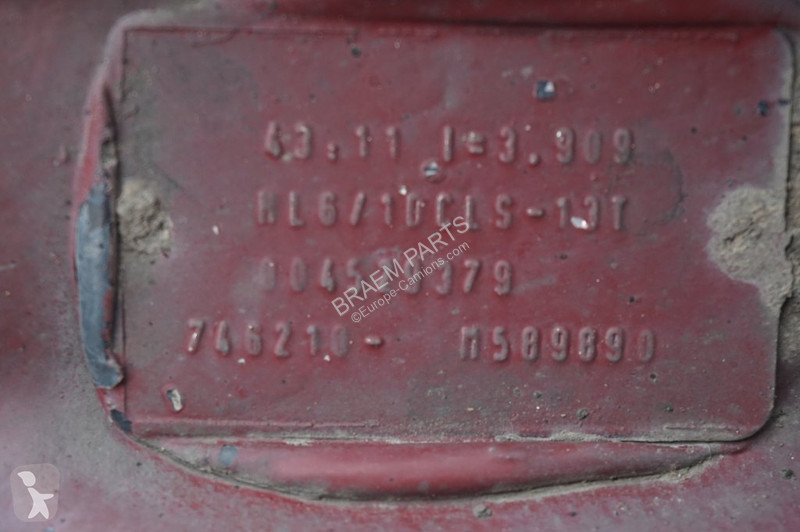 43:11 I=3.909
HL6/1DCLS-13T
746210- M589890
BRAEM PARTS
©Europe-Camions.com